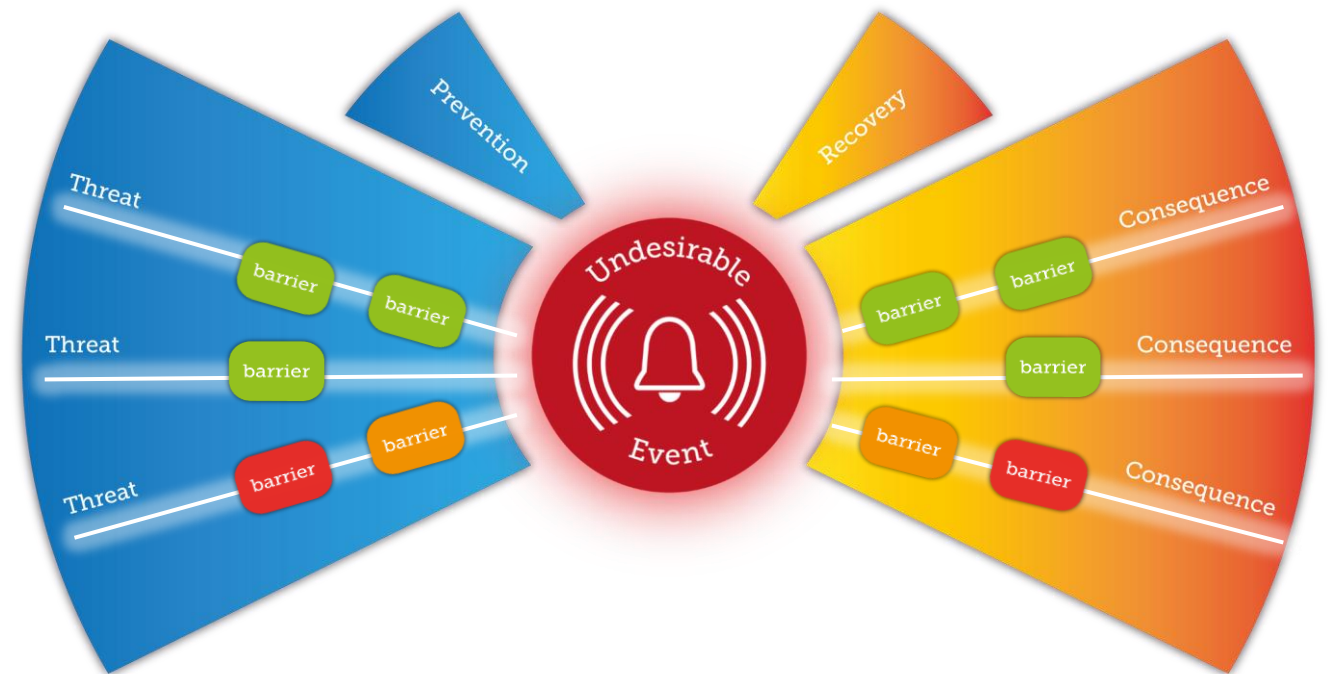 Prevention
Recovery
Threat
barrier
barrier
Threat
barrier
Threat
barrier
barrier
Undesirable
Event
Consequence
barrier
barrier
Consequence
barrier
Consequence
barrier
barrier